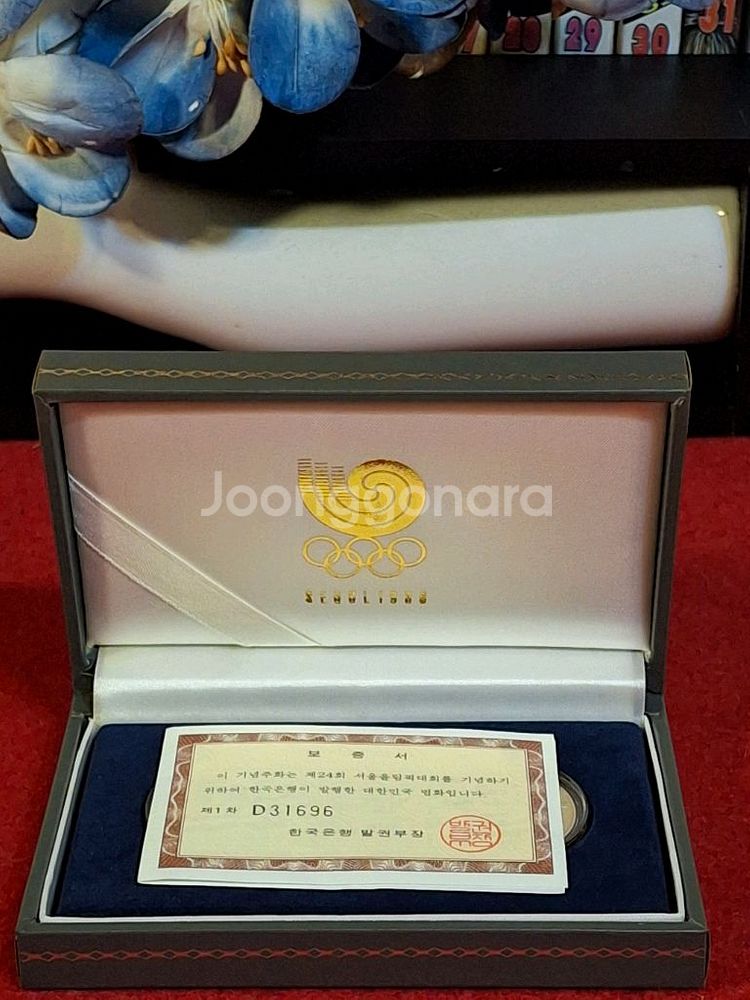 28 29 30 31
Joonggonara
SEOUL 1988
보증서
이 기념주화는 제24회 서울올림픽대회를 기념하기
위하여 한국은행이 발행한 대한민국 법화입니다.
제1차 D31696
한국은행 발권부장